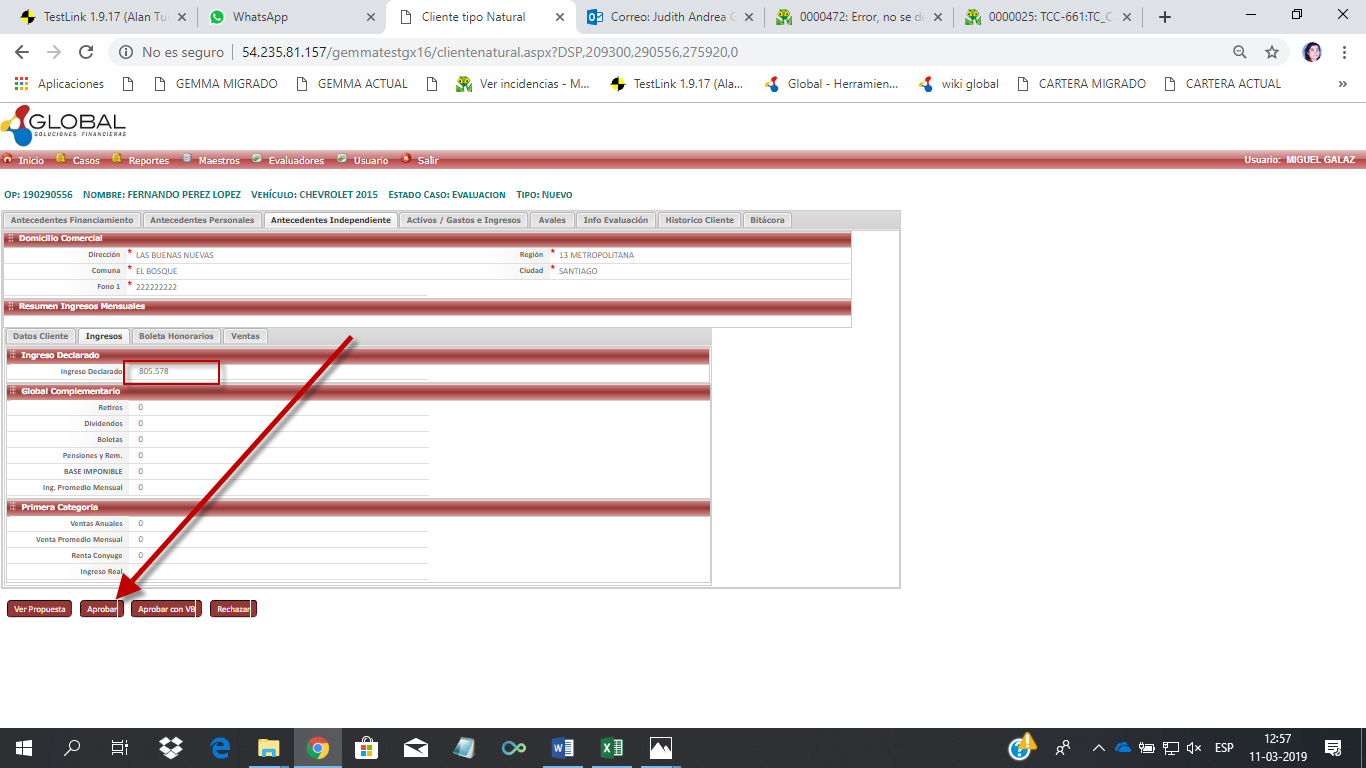 TestLink 1.9.17 (Alan Tu
WhatsApp
Cliente tipo Natural
Correo: Judith Andrea G
0000472: Error, no se de
0000025: TCC-661:TC_C
No es seguro
54.235.81.157/gemmatestgx16/clientenatural.aspx?DSP,209300,290556,275920,0
Aplicaciones
GEMMA MIGRADO
GEMMA ACTUAL
Ver incidencias - M...
TestLink 1.9.17 (Ala...
Global - Herramien...
wiki global
CARTERA MIGRADO
CARTERA ACTUAL
»
GLOBAL
SOLUCIONES FINANCIERAS
Inicio Casos Reportes Maestros Evaluadores Usuario Salir
Usuario: MIGUEL GALAZ
OP: 190290556 NOMBRE: FERNANDO PEREZ LOPEZ VEHÍCULO: CHEVROLET 2015 ESTADO CASO: EVALUACION TIPO: NUEVO
Antecedentes Financiamiento Antecedentes Personales Antecedentes Independiente Activos / Gastos e Ingresos Avales Info Evaluación Historico Cliente Bitácora
Domicilio Comercial
Dirección * LAS BUENAS NUEVAS Región * 13 METROPOLITANA
Comuna * EL BOSQUE Ciudad * SANTIAGO
Fono 1 * 222222222
Resumen Ingresos Mensuales
Datos Cliente Ingresos Boleta Honorarios Ventas
Ingreso Declarado
Ingreso Declarado 805.578
Global Complementario
Retiros 0
Dividendos 0
Boletas 0
Pensiones y Rem. 0
BASE IMPONIBLE 0
Ing. Promedio Mensual 0
Primera Categoria
Ventas Anuales 0
Venta Promedio Mensual 0
Renta Conyuge 0
Ingreso Real
Ver Propuesta Aprobar Aprobar con VB Rechazar
ESP
12:57
11-03-2019